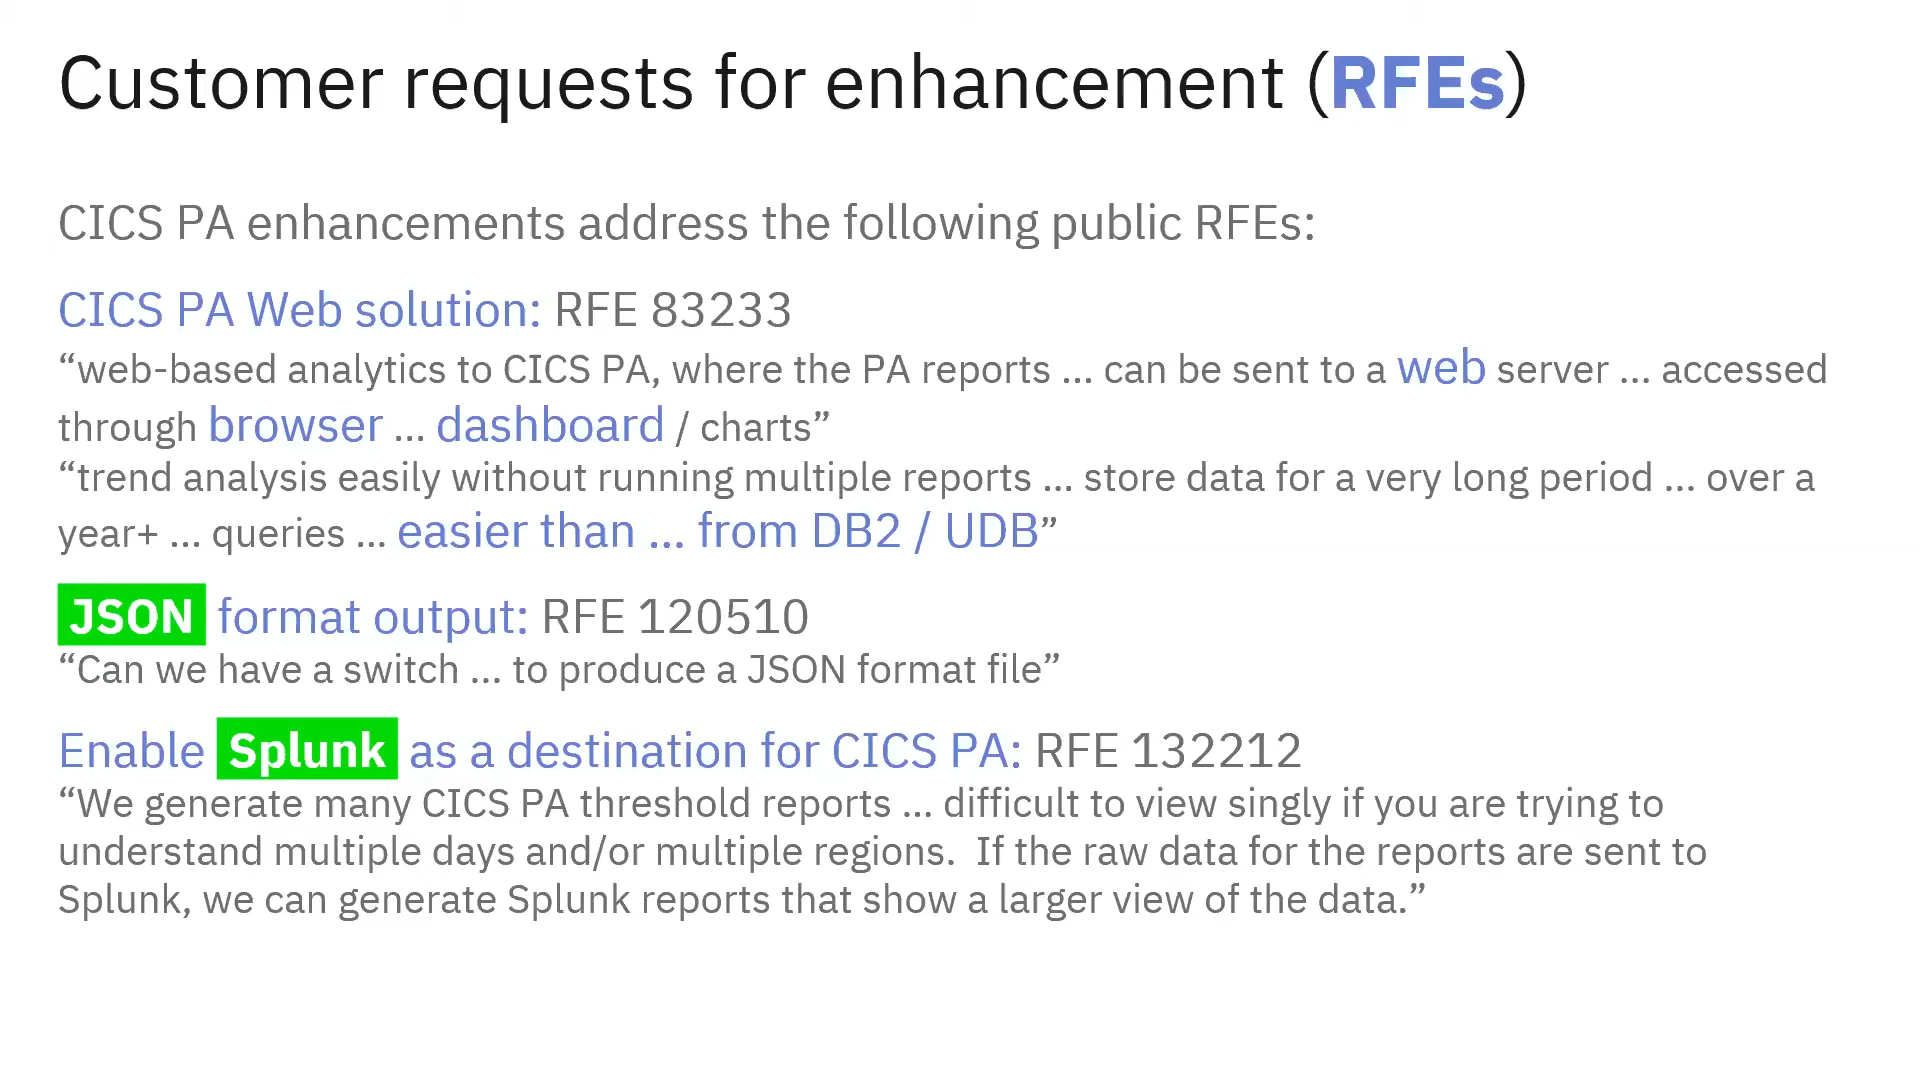 Customer requests for enhancement (RFEs)
CICS PA enhancements address the following public RFEs:
CICS PA Web solution: RFE 83233
“web-based analytics to CICS PA, where the PA reports ... can be sent to a web server ... accessed
through browser ... dashboard / charts”
“trend analysis easily without running multiple reports ... store data for a very long period ... over a
year+ ... queries ... easier than ... from DB2 / UDB”
JSON format output: RFE 120510
“Can we have a switch ... to produce a JSON format file”
Enable Splunk as a destination for CICS PA: RFE 132212
“We generate many CICS PA threshold reports ... difficult to view singly if you are trying to
understand multiple days and/or multiple regions.  If the raw data for the reports are sent to
Splunk, we can generate Splunk reports that show a larger view of the data.”